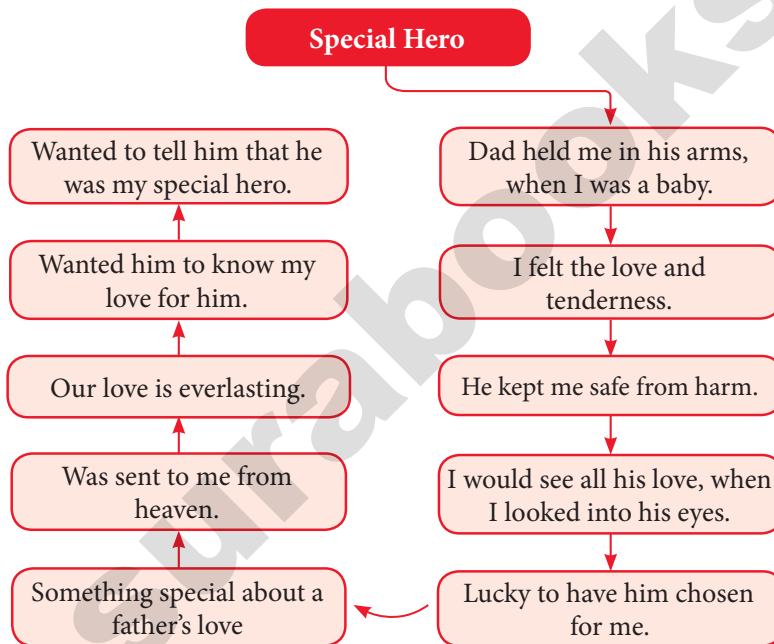 Special Hero
Dad held me in his arms,
when I was a baby.
I felt the love and
tenderness.
He kept me safe from harm.
I would see all his love, when
I looked into his eyes.
Lucky to have him chosen
for me.
Something special about a
father's love
Was sent to me from
heaven.
Our love is everlasting.
Wanted him to know my
love for him.
Wanted to tell him that he
was my special hero.
surabooks